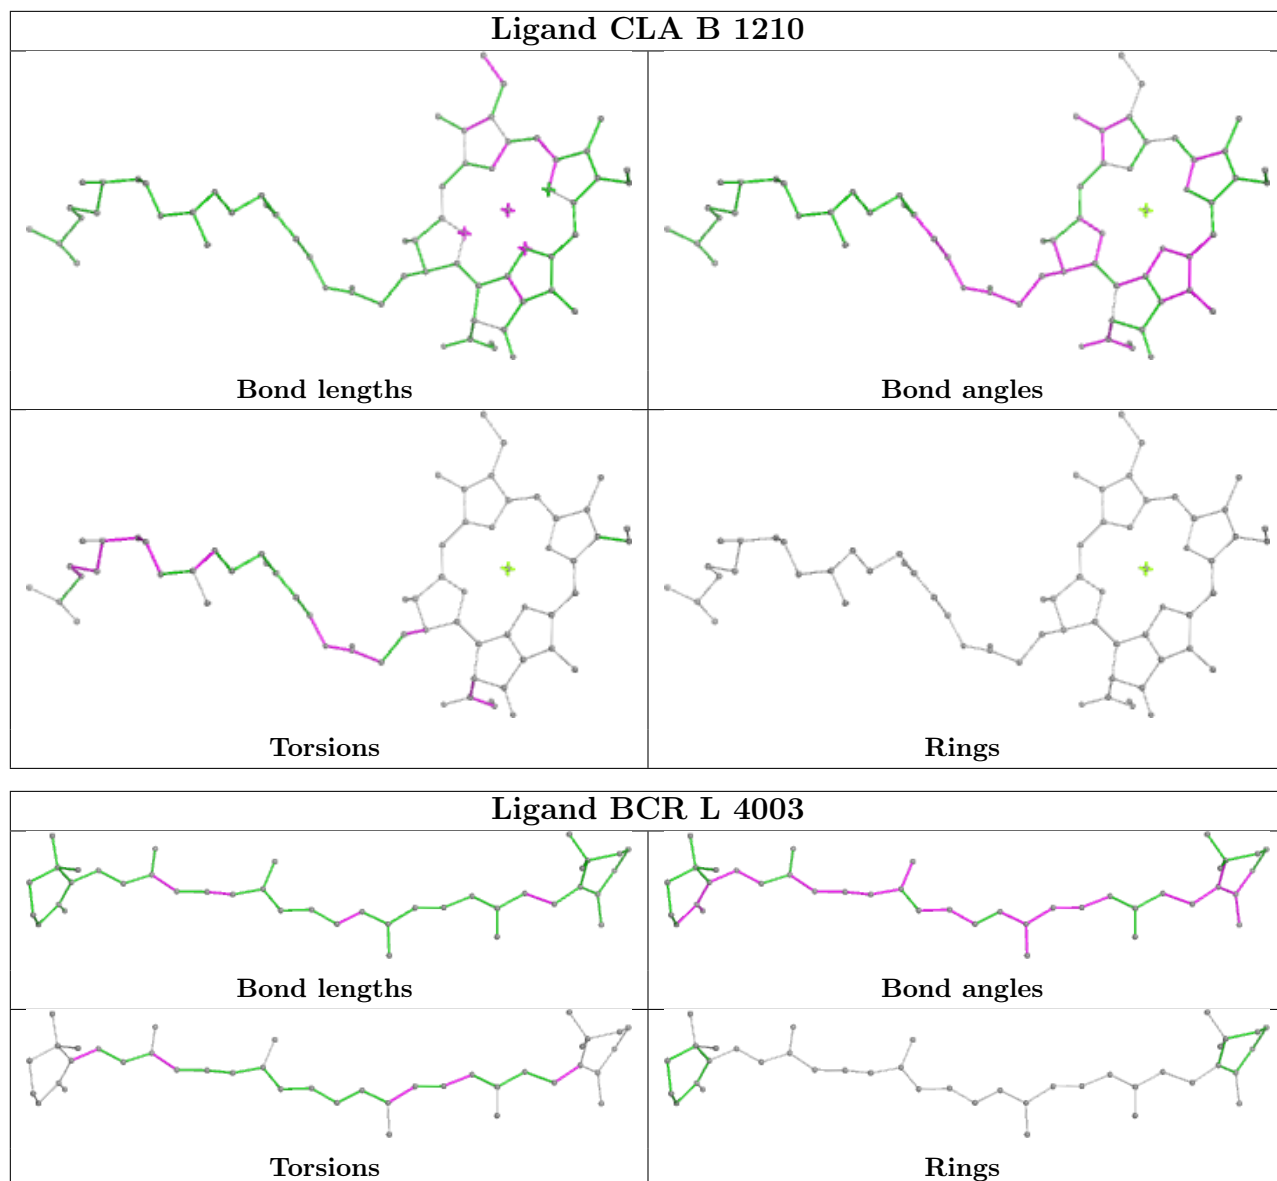 Ligand CLA B 1210
Bond lengths
Bond angles
Torsions
Rings
Ligand BCR L 4003
Bond lengths
Bond angles
Torsions
Rings